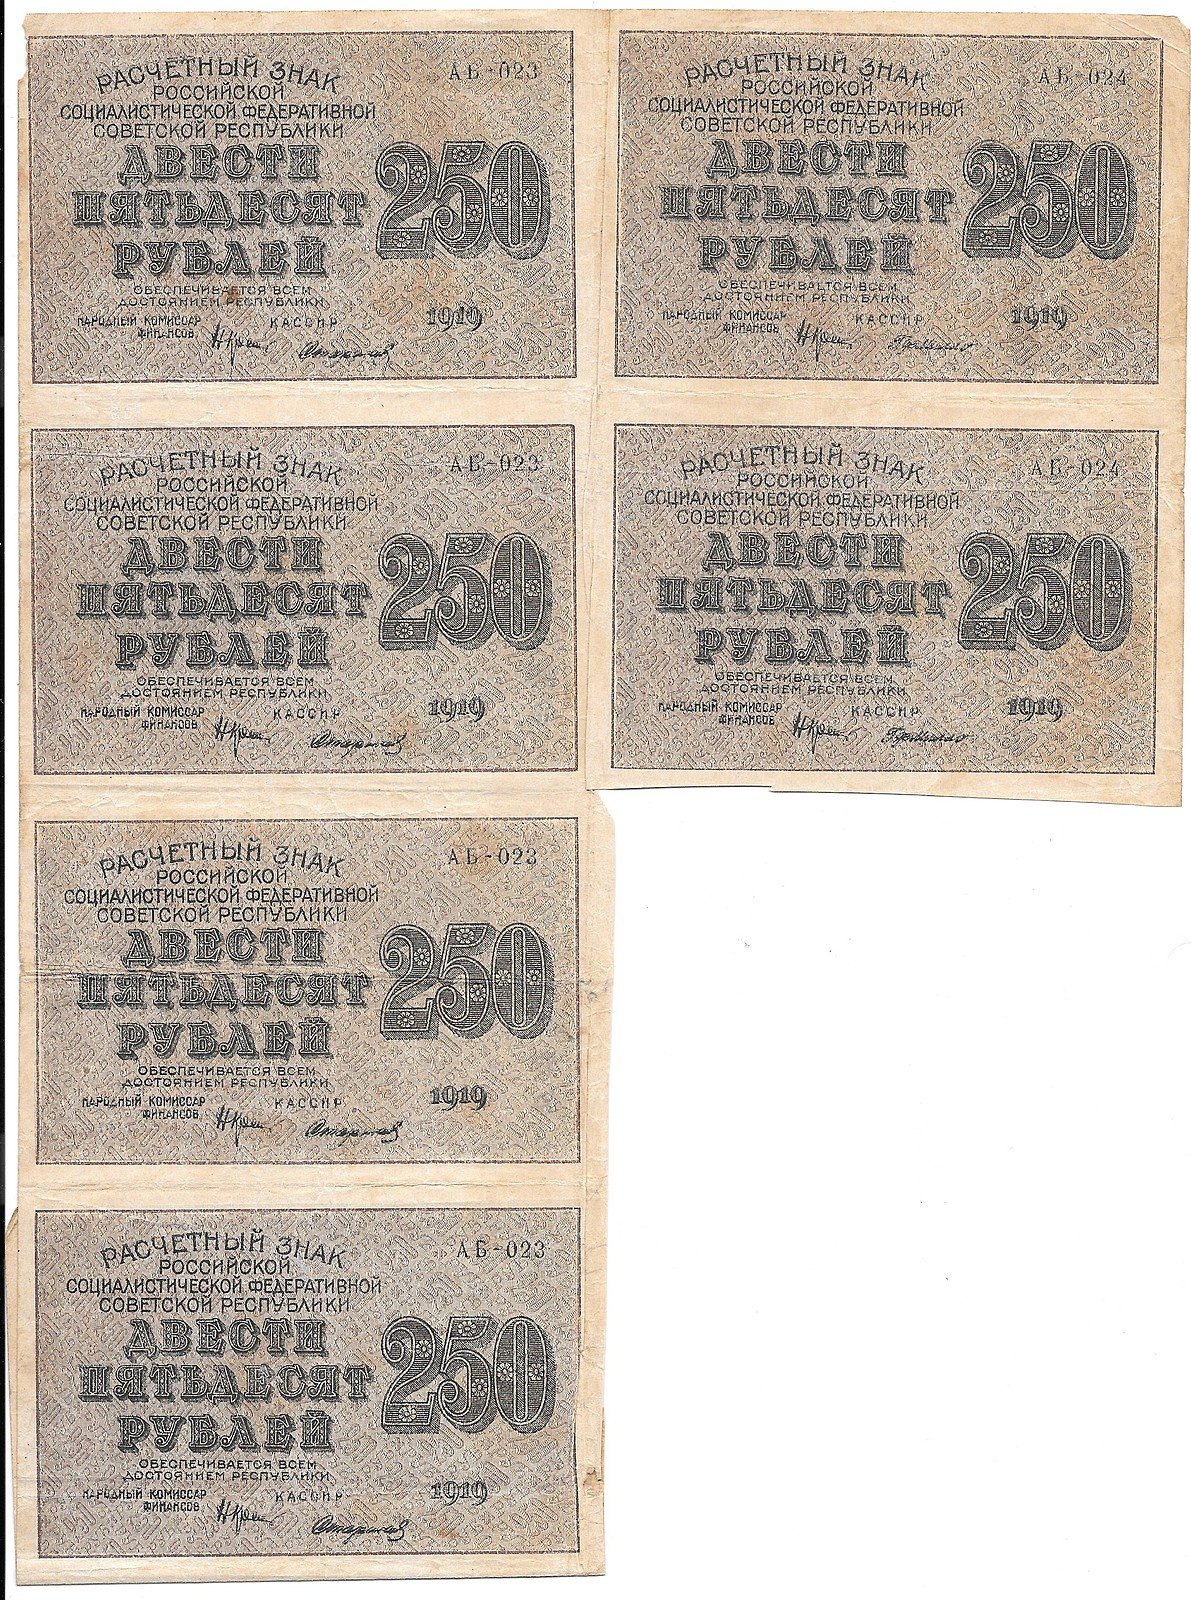 РАСЧЕТНЫЙ ЗНАК
АБ-023
РОССИЙСКОЙ
СОЦИАЛИСТИЧЕСКОЙ ФЕДЕРАТИВНОЙ
СОВЕТСКОЙ РЕСПУБЛИКИ
ДВЕСТИ
ПЯТЬДЕСЯТ
РУБЛЕЙ
250
ОБЕСПЕЧИВАЕТСЯ ВСЕМ
ДОСТОЯНИЕМ РЕСПУБЛИКИ
НАРОДНЫЙ КОМИССАР
ФИНАНСОВ
КАССИР
1919
РАСЧЕТНЫЙ ЗНАК
АБ-024
РОССИЙСКОЙ
СОЦИАЛИСТИЧЕСКОЙ ФЕДЕРАТИВНОЙ
СОВЕТСКОЙ РЕСПУБЛИКИ
ДВЕСТИ
ПЯТЬДЕСЯТ
РУБЛЕЙ
250
ОБЕСПЕЧИВАЕТСЯ ВСЕМ
ДОСТОЯНИЕМ РЕСПУБЛИКИ
НАРОДНЫЙ КОМИССАР
ФИНАНСОВ
КАССИР
1919
РАСЧЕТНЫЙ ЗНАК
АБ-023
РОССИЙСКОЙ
СОЦИАЛИСТИЧЕСКОЙ ФЕДЕРАТИВНОЙ
СОВЕТСКОЙ РЕСПУБЛИКИ
ДВЕСТИ
ПЯТЬДЕСЯТ
РУБЛЕЙ
250
ОБЕСПЕЧИВАЕТСЯ ВСЕМ
ДОСТОЯНИЕМ РЕСПУБЛИКИ
НАРОДНЫЙ КОМИССАР
ФИНАНСОВ
КАССИР
1919
РАСЧЕТНЫЙ ЗНАК
АБ-024
РОССИЙСКОЙ
СОЦИАЛИСТИЧЕСКОЙ ФЕДЕРАТИВНОЙ
СОВЕТСКОЙ РЕСПУБЛИКИ
ДВЕСТИ
ПЯТЬДЕСЯТ
РУБЛЕЙ
250
ОБЕСПЕЧИВАЕТСЯ ВСЕМ
ДОСТОЯНИЕМ РЕСПУБЛИКИ
НАРОДНЫЙ КОМИССАР
ФИНАНСОВ
КАССИР
1919
РАСЧЕТНЫЙ ЗНАК
АБ-023
РОССИЙСКОЙ
СОЦИАЛИСТИЧЕСКОЙ ФЕДЕРАТИВНОЙ
СОВЕТСКОЙ РЕСПУБЛИКИ
ДВЕСТИ
ПЯТЬДЕСЯТ
РУБЛЕЙ
250
ОБЕСПЕЧИВАЕТСЯ ВСЕМ
ДОСТОЯНИЕМ РЕСПУБЛИКИ
НАРОДНЫЙ КОМИССАР
ФИНАНСОВ
КАССИР
1919
РАСЧЕТНЫЙ ЗНАК
АБ-023
РОССИЙСКОЙ
СОЦИАЛИСТИЧЕСКОЙ ФЕДЕРАТИВНОЙ
СОВЕТСКОЙ РЕСПУБЛИКИ
ДВЕСТИ
ПЯТЬДЕСЯТ
РУБЛЕЙ
250
ОБЕСПЕЧИВАЕТСЯ ВСЕМ
ДОСТОЯНИЕМ РЕСПУБЛИКИ
НАРОДНЫЙ КОМИССАР
ФИНАНСОВ
КАССИР
1919